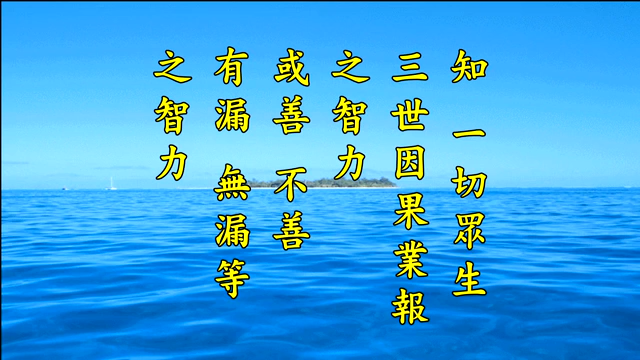 知 一切眾生
三世因果業報
之智力
或善 不善
有漏 無漏等
之智力